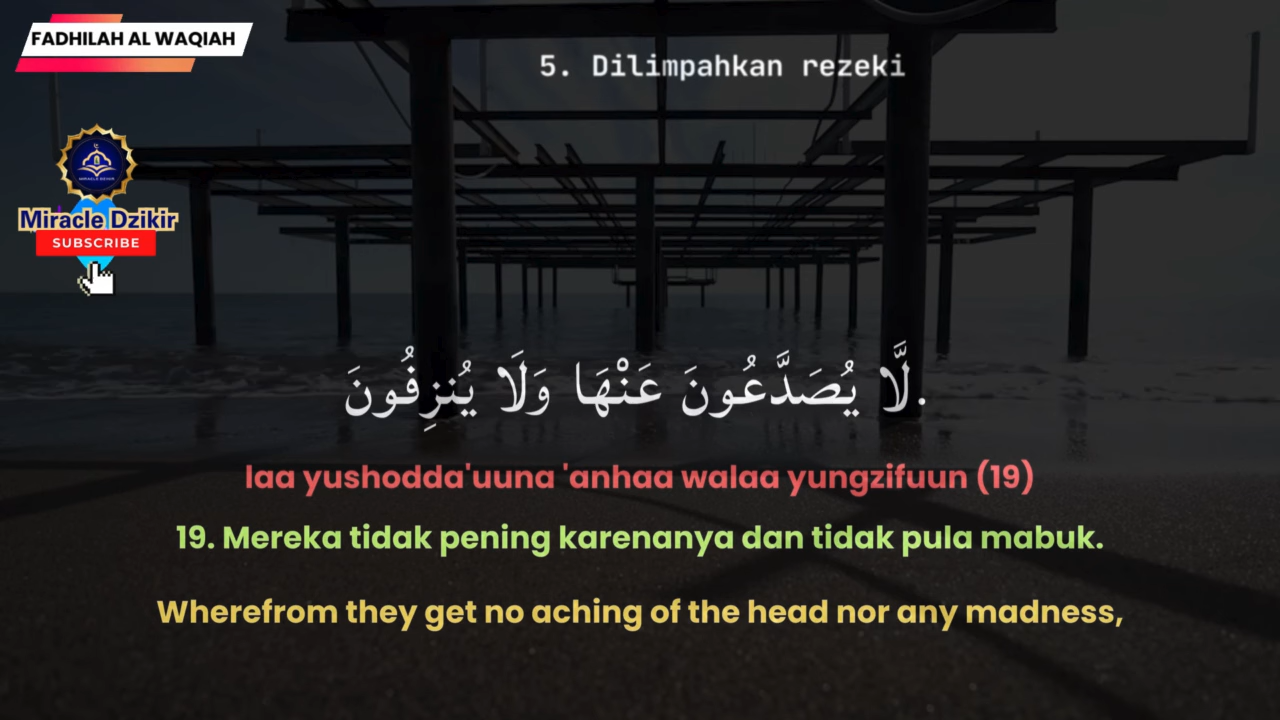 FADHILAH AL WAQIAH
5. Dilimpahkan rezeki
MIRACLE DZIKIR
Miracle Dzikir
SUBSCRIBE
لَّا يُصَدَّعُونَ عَنْهَا وَلَا يُنزِفُونَ.
laa yushodda'uuna 'anhaa walaa yungzifuun (19)
19. Mereka tidak pening karenanya dan tidak pula mabuk.
Wherefrom they get no aching of the head nor any madness,